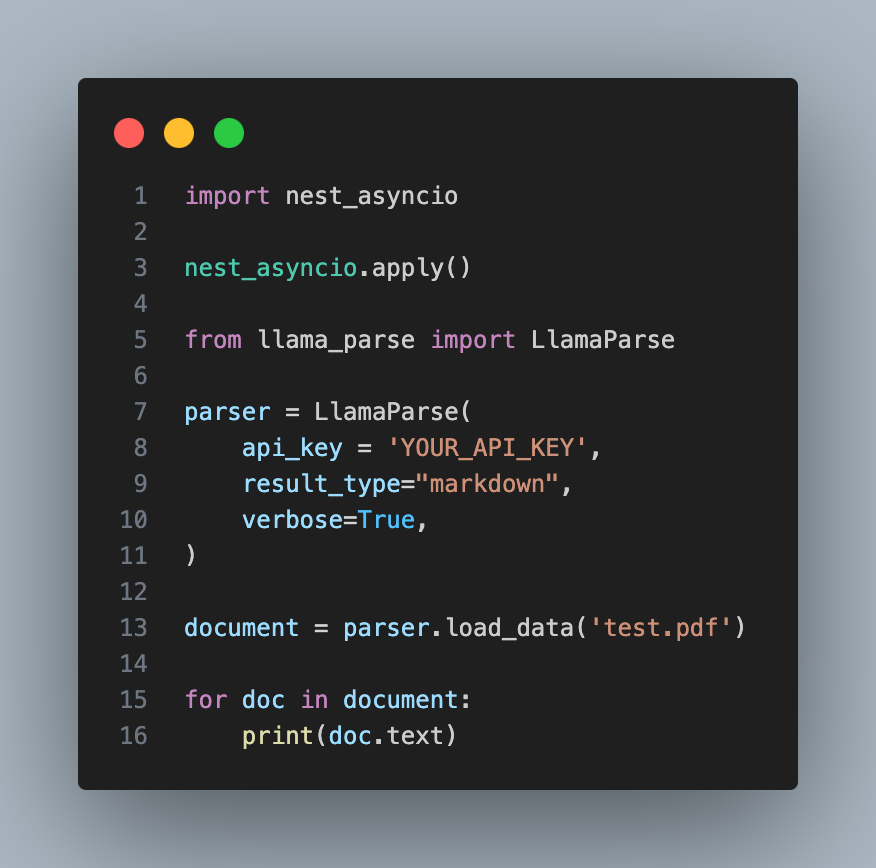 1 import nest_asyncio
2
3 nest_asyncio.apply()
4
5 from llama_parse import LlamaParse
6
7 parser = LlamaParse(
8     api_key = 'YOUR_API_KEY',
9     result_type="markdown",
10     verbose=True,
11 )
12
13 document = parser.load_data('test.pdf')
14
15 for doc in document:
16     print(doc.text)